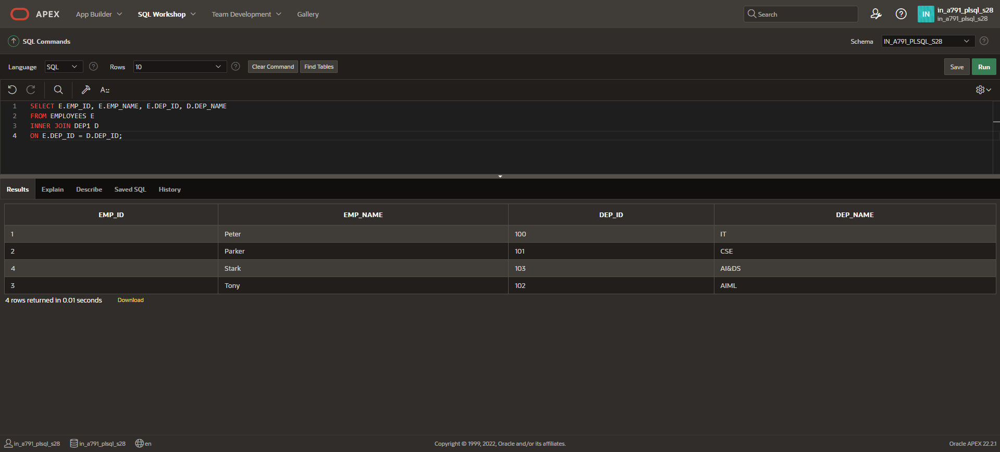 APEX App Builder SQL Workshop Team Development Gallery Search IN in_a791_plsql_s28
in_a791_plsql_s28
SQL Commands Schema IN_A791_PLSQL_S28
Language SQL Rows 10 Clear Command Find Tables Save Run
A
1 SELECT E.EMP_ID, E.EMP_NAME, E.DEP_ID, D.DEP_NAME
2 FROM EMPLOYEES E
3 INNER JOIN DEP1 D
4 ON E.DEP_ID = D.DEP_ID;
Results Explain Describe Saved SQL History
EMP_ID EMP_NAME DEP_ID DEP_NAME
1 Peter 100 IT
2 Parker 101 CSE
4 Stark 103 AI&DS
3 Tony 102 AIML
4 rows returned in 0.01 seconds Download
in_a791_plsql_s28 in_a791_plsql_s28 en Copyright © 1999, 2022, Oracle and/or its affiliates. Oracle APEX 22.2.1